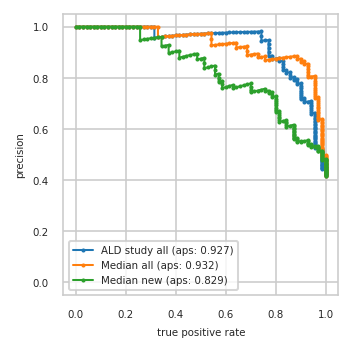 1.0
0.8
0.6
0.4
0.2
0.0
precision
ALD study all (aps: 0.927)
Median all (aps: 0.932)
Median new (aps: 0.829)
0.0 0.2 0.4 0.6 0.8 1.0
true positive rate